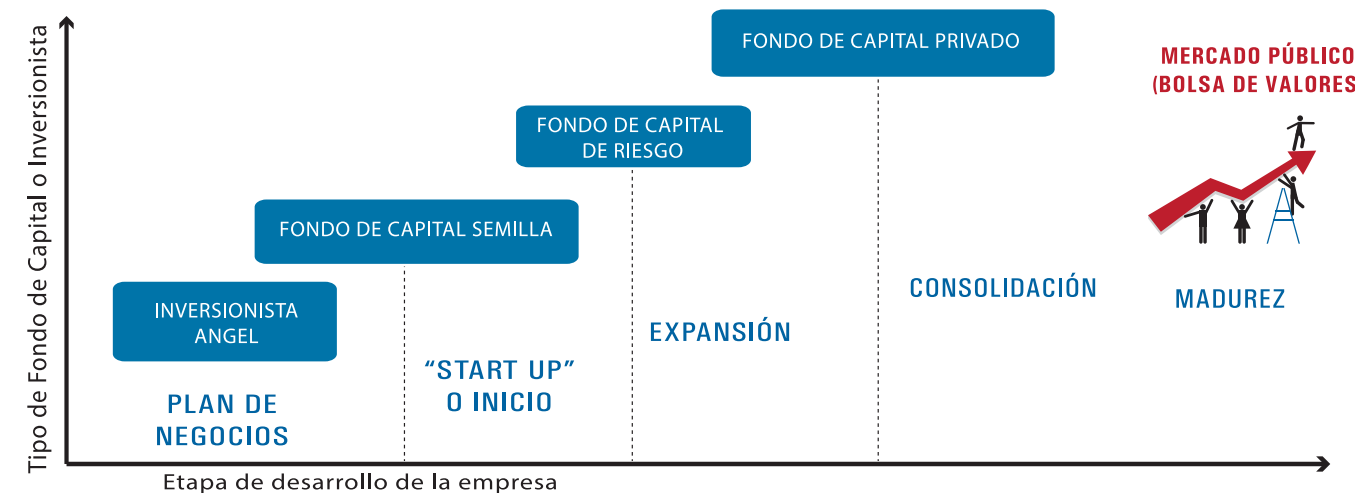 Tipo de Fondo de Capital o Inversionista
FONDO DE CAPITAL PRIVADO
MERCADO PÚBLICO
(BOLSA DE VALORES
FONDO DE CAPITAL
DE RIESGO
FONDO DE CAPITAL SEMILLA
INVERSIONISTA
ANGEL
CONSOLIDACIÓN
MADUREZ
EXPANSIÓN
“START UP”
O INICIO
PLAN DE
NEGOCIOS
Etapa de desarrollo de la empresa